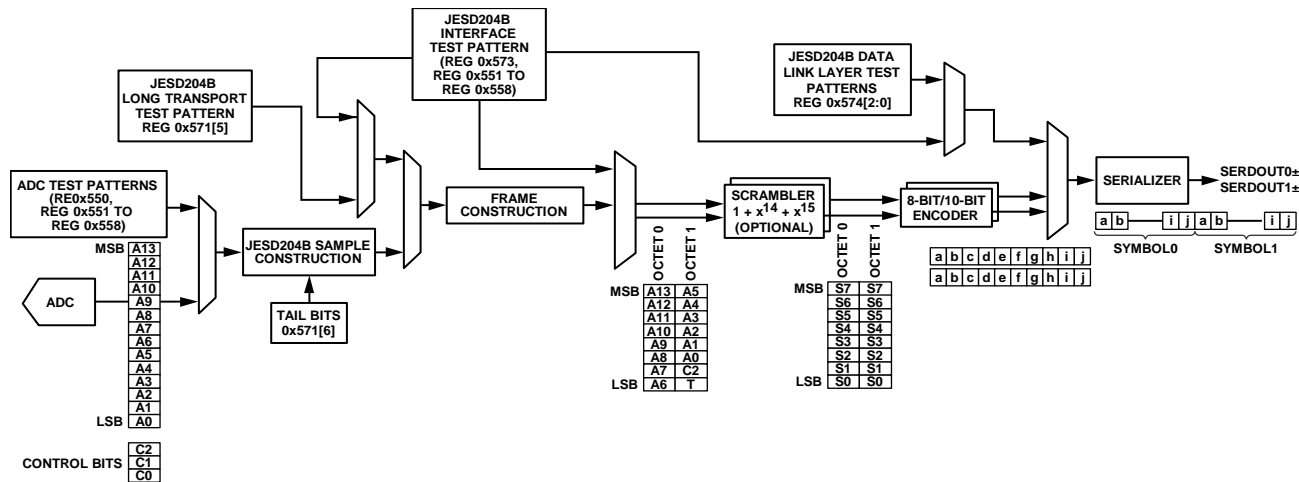 JESD204B
INTERFACE
TEST PATTERN
(REG 0x573,
REG 0x551 TO
REG 0x558)
JESD204B
LONG TRANSPORT
TEST PATTERN
REG 0x571[5]
JESD204B DATA
LINK LAYER TEST
PATTERNS
REG 0x574[2:0]
ADC TEST PATTERNS
(RE0x550,
REG 0x551 TO
REG 0x558)
FRAME
CONSTRUCTION
SCRAMBLER
1 + x14 + x15
(OPTIONAL)
8-BIT/10-BIT
ENCODER
SERIALIZER
SERDOUT0±
SERDOUT1±
JESD204B SAMPLE
CONSTRUCTION
TAIL BITS
0x571[6]
ADC
MSB A13
A12
A11
A10
A9
A8
A7
A6
A5
A4
A3
A2
A1
LSB A0
CONTROL BITS
C2
C1
C0
OCTET 0
OCTET 1
MSB A13 A5
A12 A4
A11 A3
A10 A2
A9 A1
A8 A0
A7 C2
LSB A6 T
OCTET 0
OCTET 1
MSB S7 S7
S6 S6
S5 S5
S4 S4
S3 S3
S2 S2
S1 S1
LSB S0 S0
a b c d e f g h i j
a b c d e f g h i j
a b i j a b i j
SYMBOL0 SYMBOL1